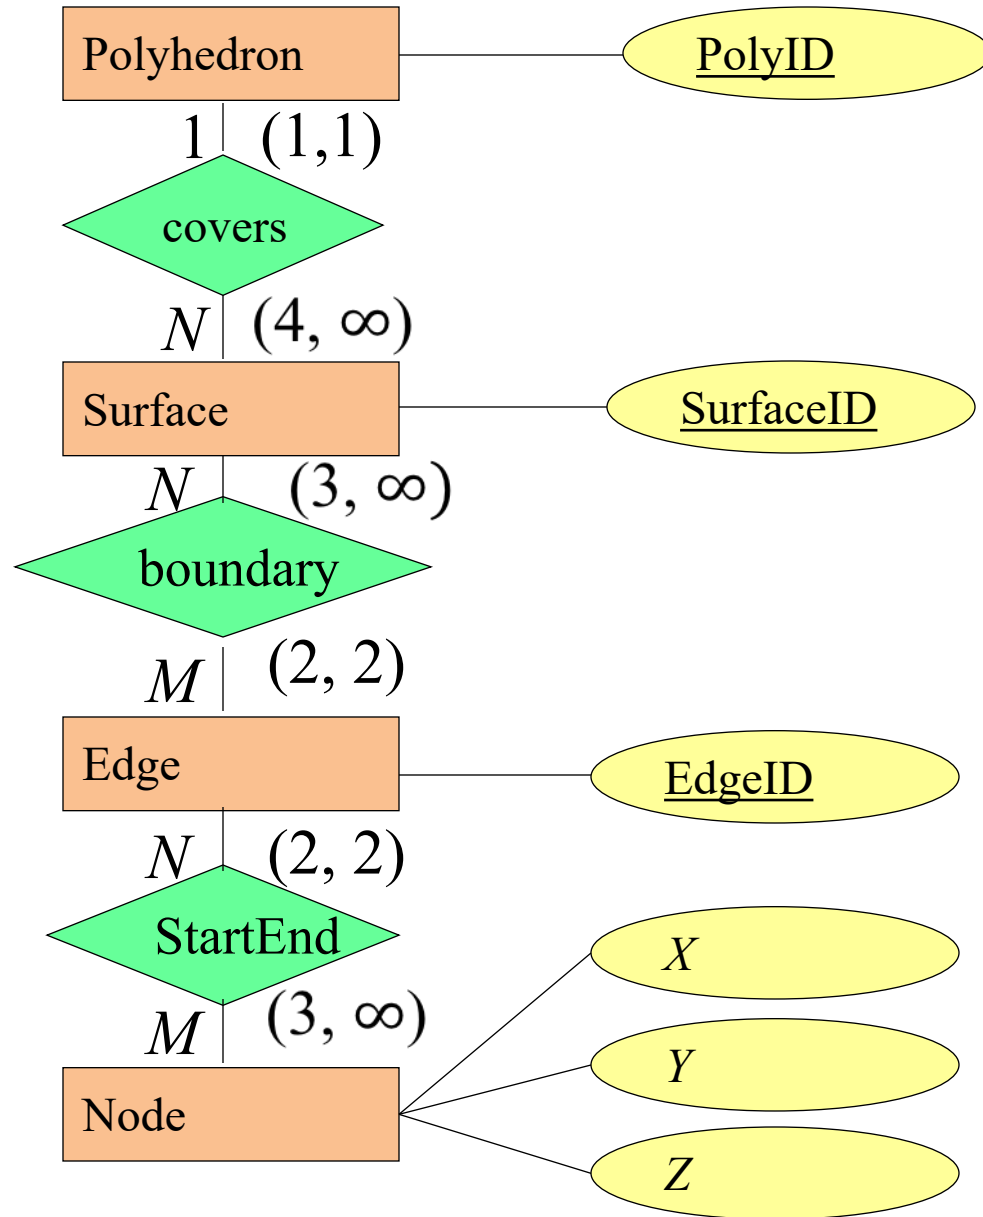 Polyhedron
PolyID
1 (1,1)
covers
N (4, ∞)
Surface
SurfaceID
N (3, ∞)
boundary
M (2, 2)
Edge
EdgeID
N (2, 2)
StartEnd
X
M (3, ∞)
Y
Node
Z